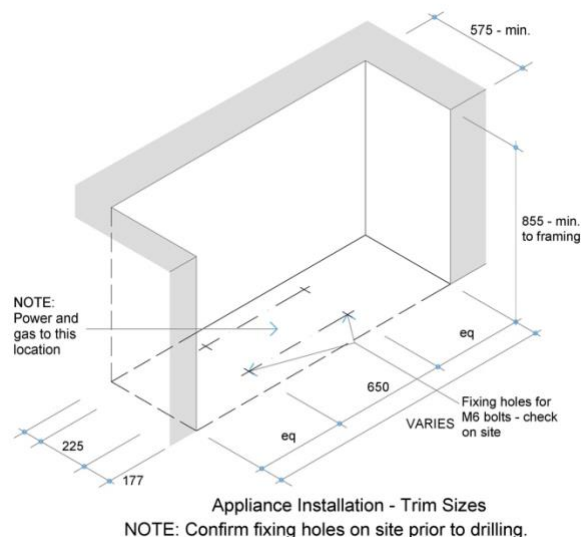 575 - min.
855 - min.
to framing
NOTE:
Power and
gas to this
location
eq
650
Fixing holes for
M6 bolts - check
on site
VARIES
eq
225
177
Appliance Installation - Trim Sizes
NOTE: Confirm fixing holes on site prior to drilling.